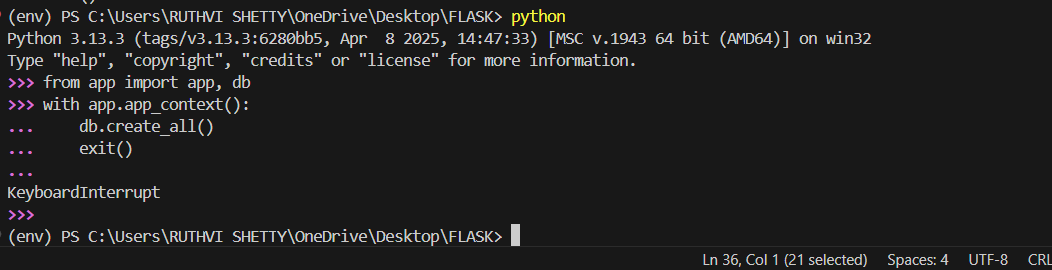 (env) PS C:\Users\RUTHVI SHETTY\OneDrive\Desktop\FLASK> python
Python 3.13.3 (tags/v3.13.3:6280bb5, Apr  8 2025, 14:47:33) [MSC v.1943 64 bit (AMD64)] on win32
Type "help", "copyright", "credits" or "license" for more information.
>>> from app import app, db
>>> with app.app_context():
...     db.create_all()
...     exit()
...
KeyboardInterrupt
>>>
(env) PS C:\Users\RUTHVI SHETTY\OneDrive\Desktop\FLASK>
Ln 36, Col 1 (21 selected) Spaces: 4 UTF-8 CRL